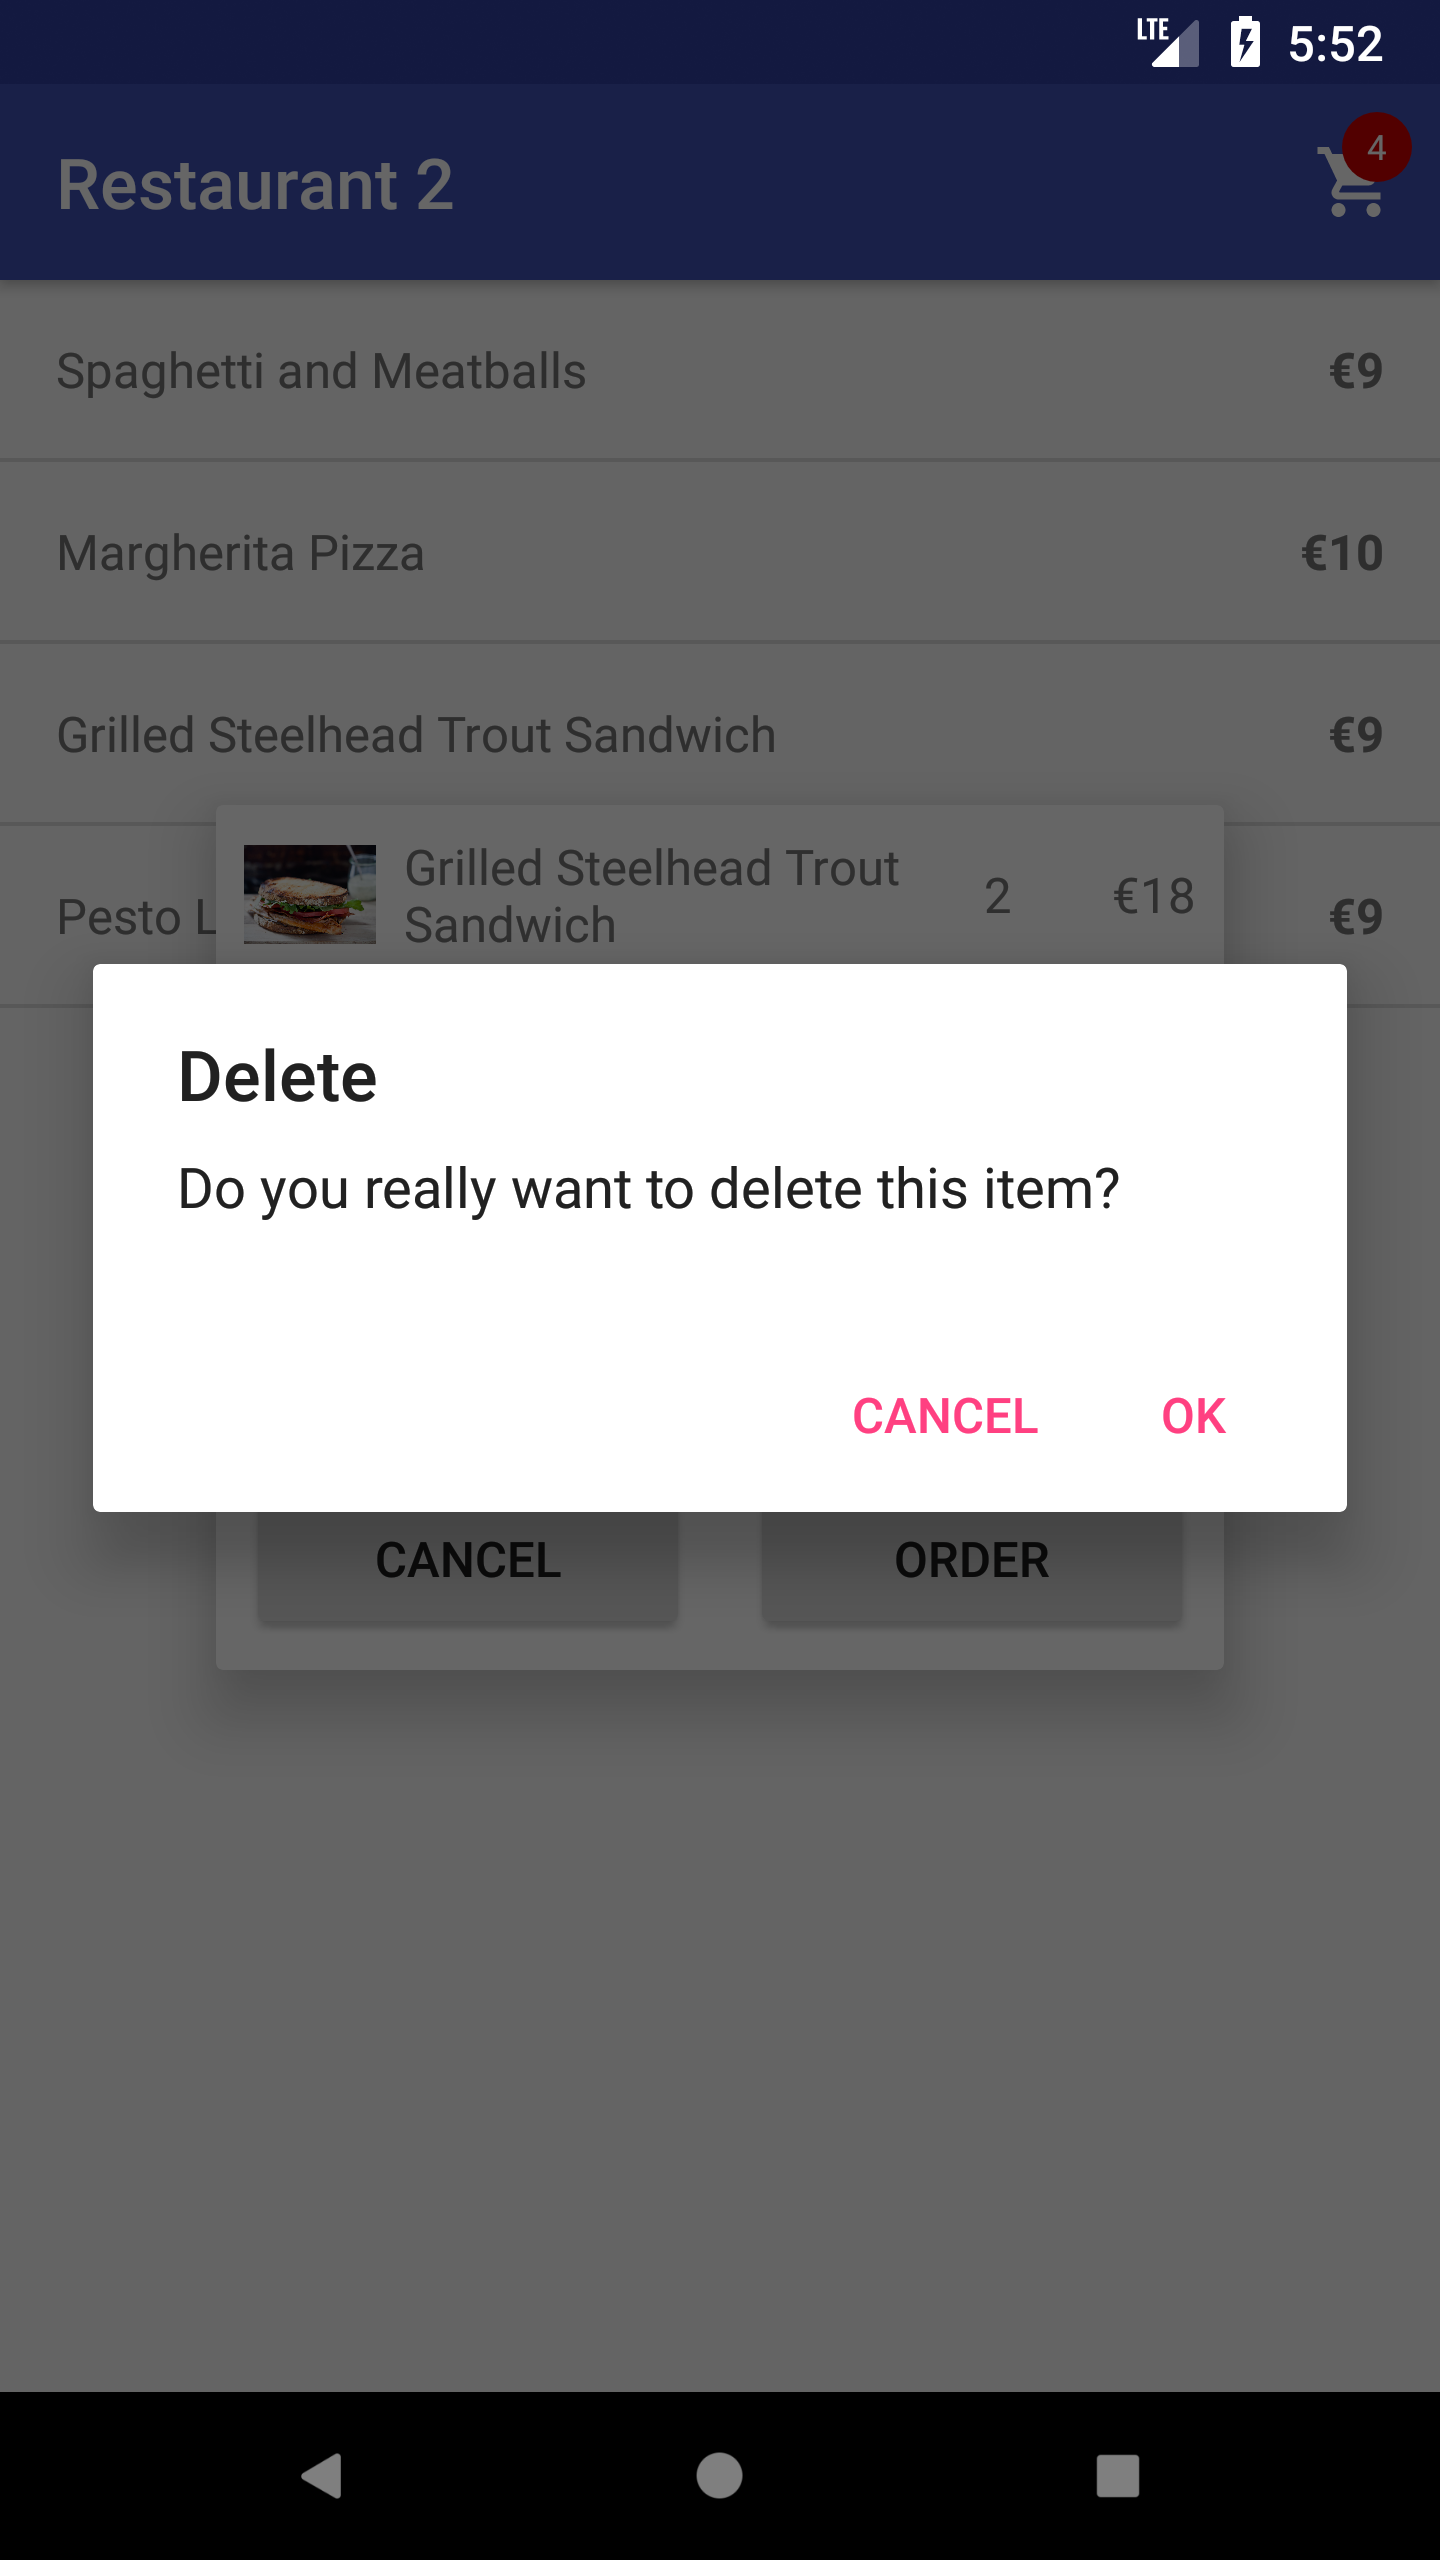 LTE 5:52
Restaurant 2 4
Spaghetti and Meatballs €9
Margherita Pizza €10
Grilled Steelhead Trout Sandwich €9
Pesto L €9
Grilled Steelhead Trout
Sandwich
2 €18
Delete
Do you really want to delete this item?
CANCEL OK
CANCEL ORDER